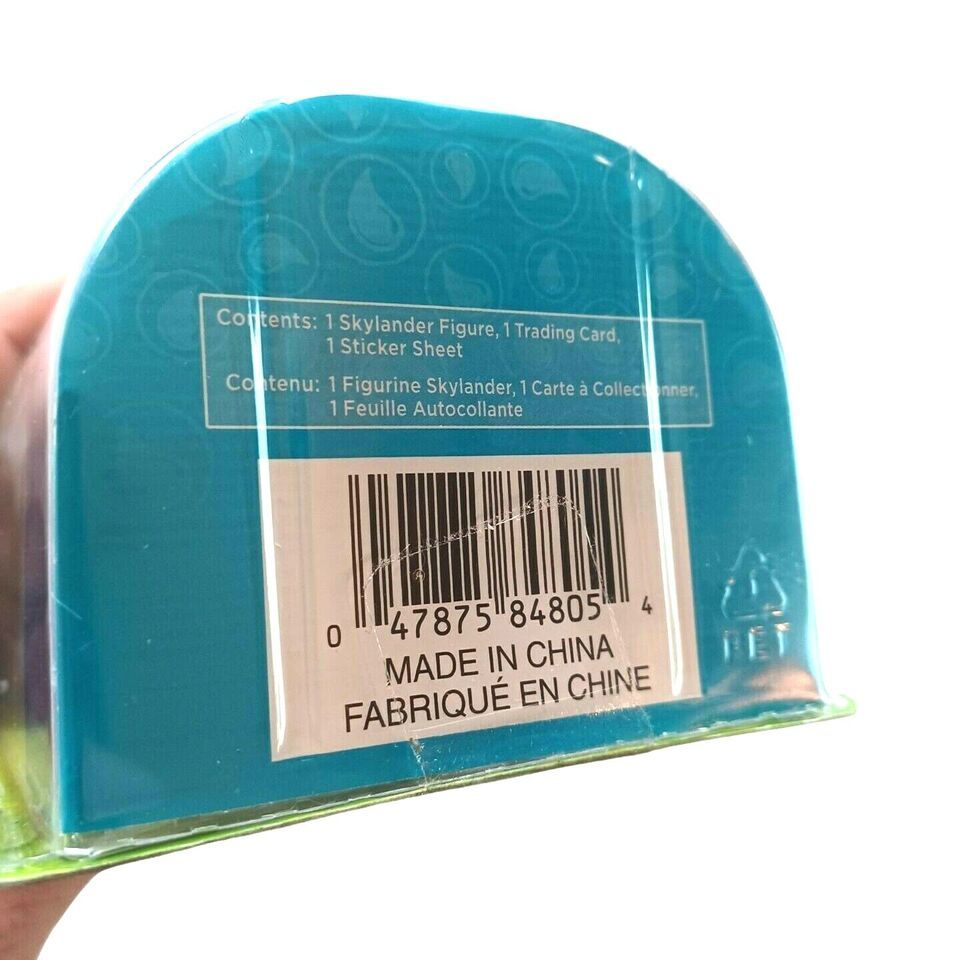 Contents: 1 Skylander Figure, 1 Trading Card,
1 Sticker Sheet
Contenu: 1 Figurine Skylander, 1 Carte à Collectionner,
1 Feuille Autocollante
0 47875 84805 4
MADE IN CHINA
FABRIQUÉ EN CHINE
PET